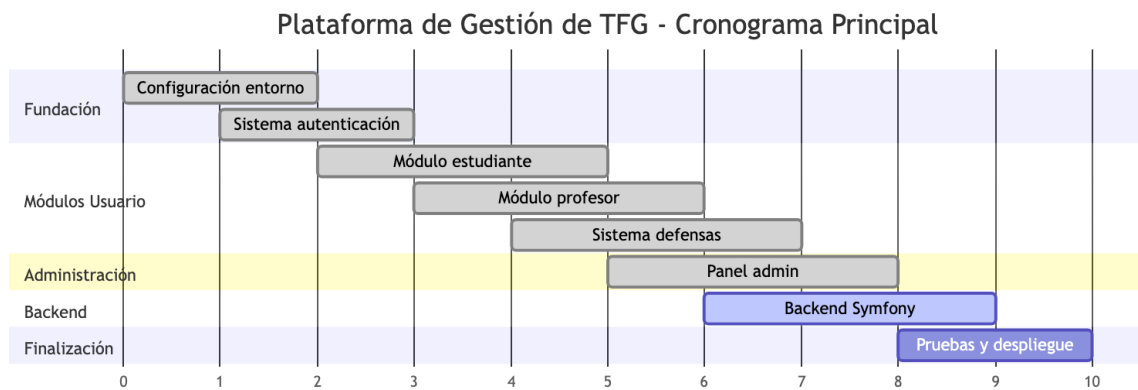 Plataforma de Gestión de TFG - Cronograma Principal
Fundación
Configuración entorno
Sistema autenticación
Módulos Usuario
Módulo estudiante
Módulo profesor
Sistema defensas
Administración
Panel admin
Backend
Backend Symfony
Finalización
Pruebas y despliegue
0 1 2 3 4 5 6 7 8 9 10